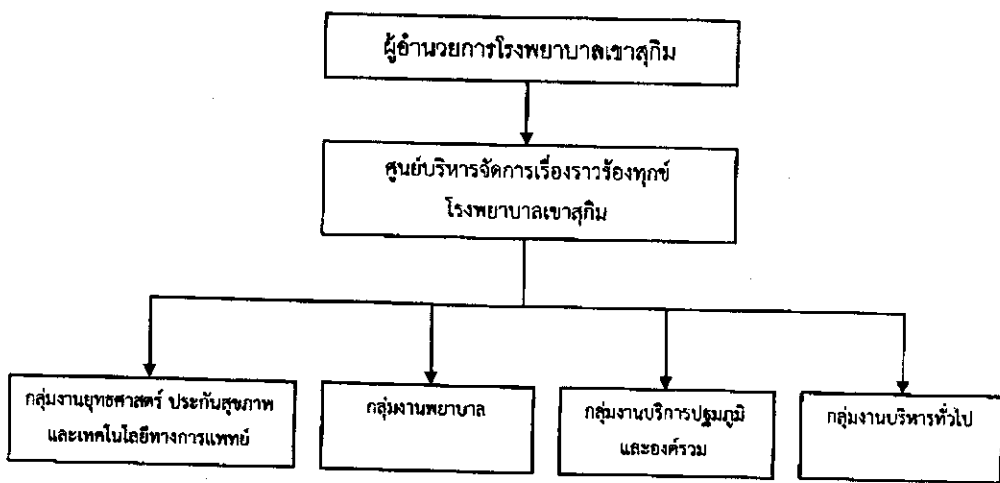 ผู้อำนวยการโรงพยาบาลเขาสุกิม
ศูนย์บริหารจัดการเรื่องราวร้องทุกข์
โรงพยาบาลเขาสุกิม
กลุ่มงานยุทธศาสตร์ ประกันสุขภาพ
และเทคโนโลยีทางการแพทย์
กลุ่มงานพยาบาล
กลุ่มงานบริการปฐมภูมิ
และองค์รวม
กลุ่มงานบริหารทั่วไป